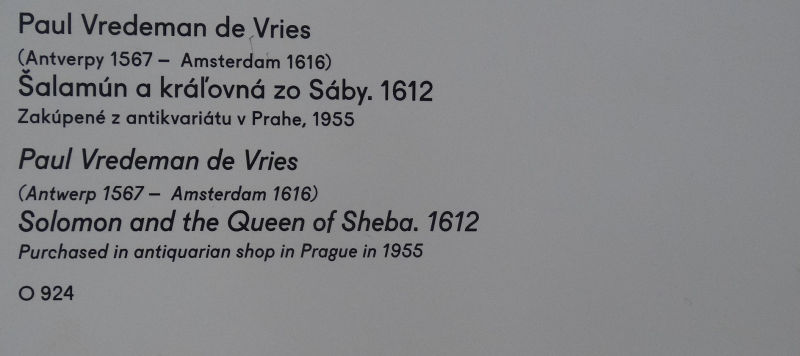 Paul Vredeman de Vries
(Antverpy 1567 – Amsterdam 1616)
Šalamún a kráľovná zo Sáby. 1612
Zakúpené z antikvariátu v Prahe, 1955
Paul Vredeman de Vries
(Antwerp 1567 – Amsterdam 1616)
Solomon and the Queen of Sheba. 1612
Purchased in antiquarian shop in Prague in 1955
O 924